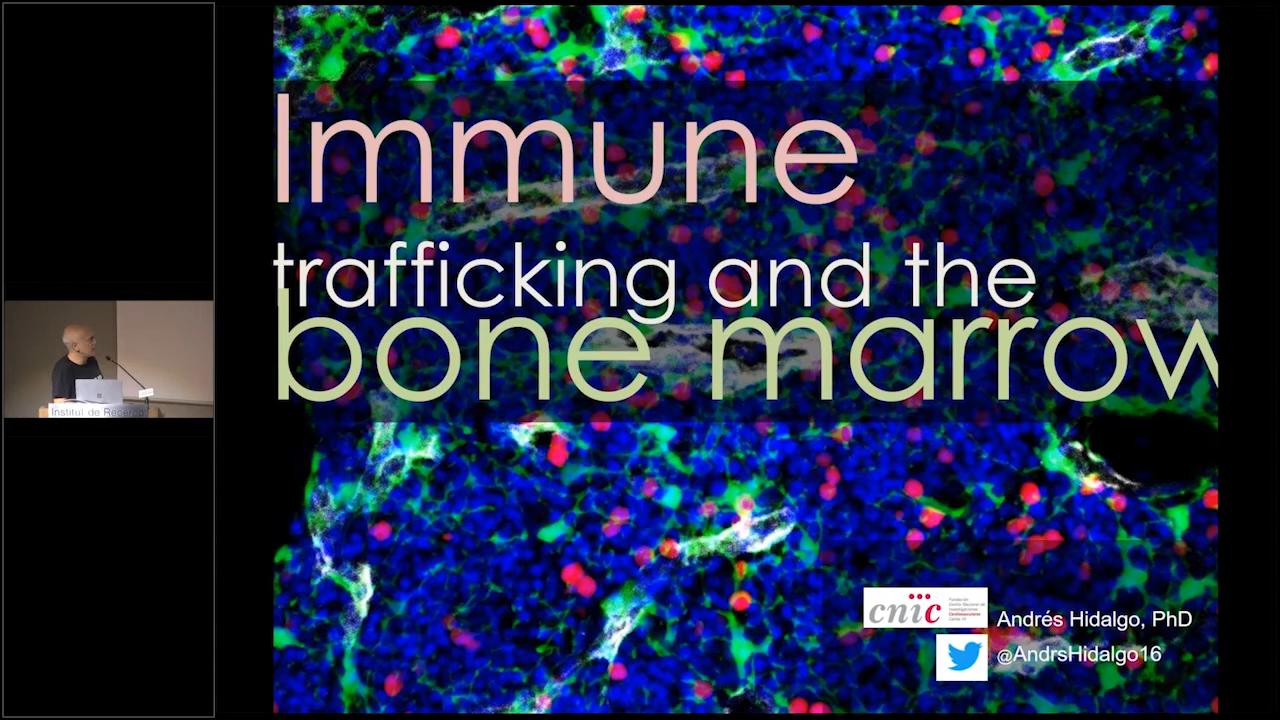 Immune
trafficking and the
bone marrow
cnic
Andrés Hidalgo, PhD
@AndrsHidalgo16
Institut de Recerca